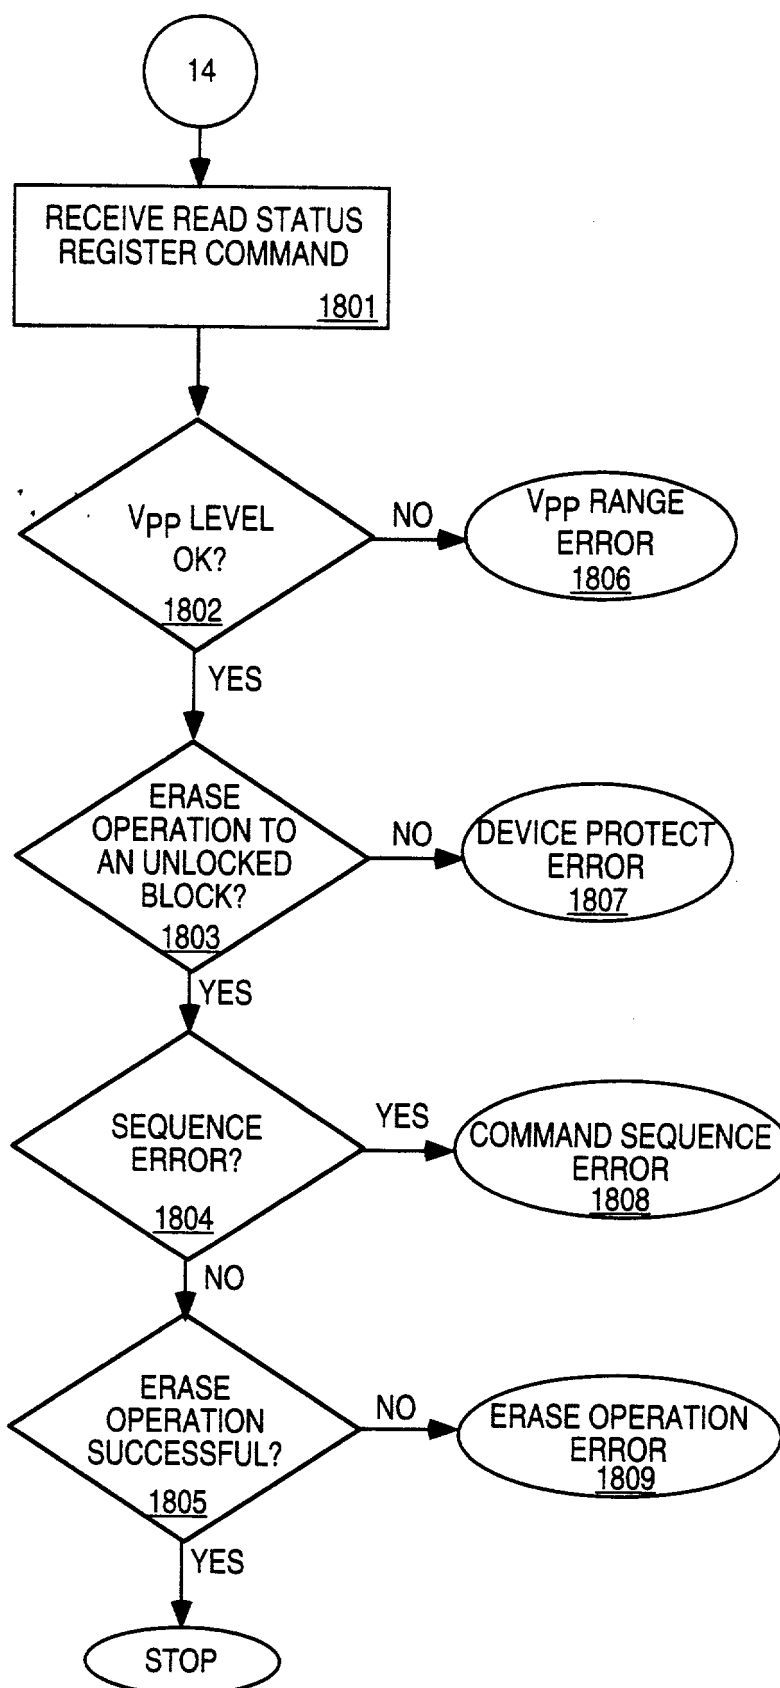 14
RECEIVE READ STATUS
REGISTER COMMAND
1801
VPP LEVEL
OK?
1802
NO
VPP RANGE
ERROR
1806
YES
ERASE
OPERATION TO
AN UNLOCKED
BLOCK?
1803
NO
DEVICE PROTECT
ERROR
1807
YES
SEQUENCE
ERROR?
1804
YES
COMMAND SEQUENCE
ERROR
1808
NO
ERASE
OPERATION
SUCCESSFUL?
1805
NO
ERASE OPERATION
ERROR
1809
YES
STOP